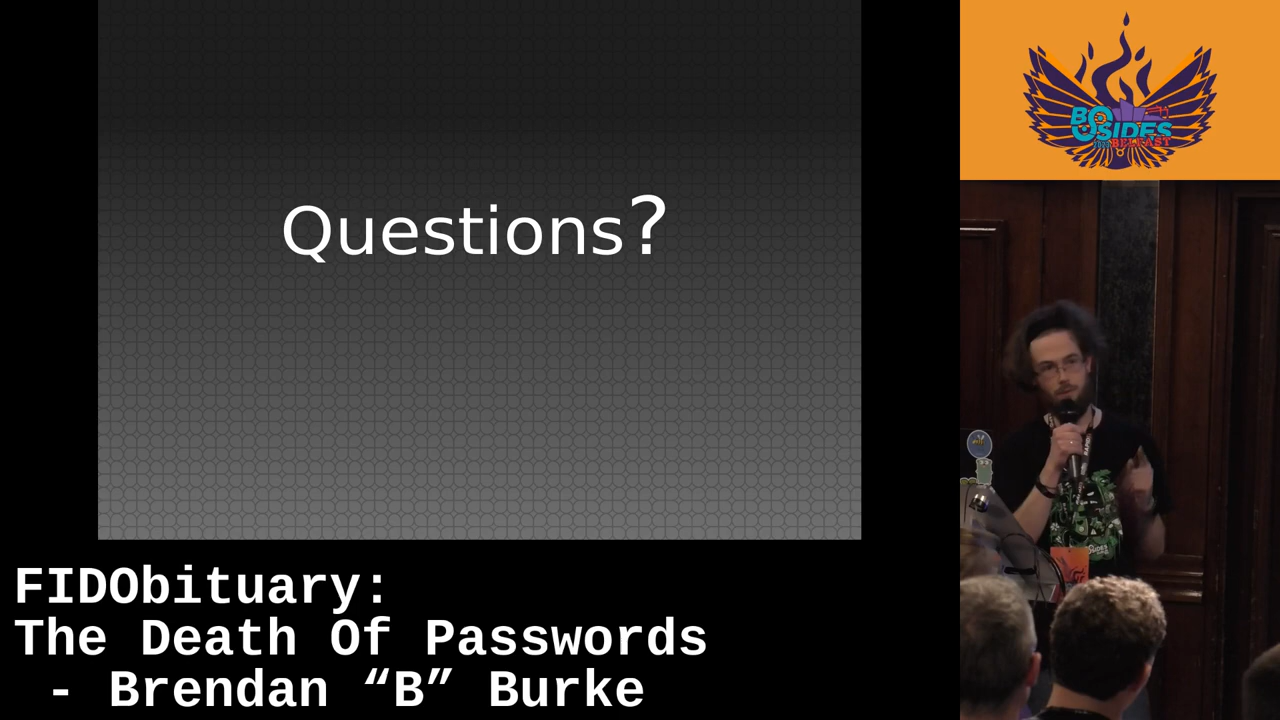 Questions?
BSIDES
BELFAST
FIDObituary:
The Death Of Passwords
- Brendan “B” Burke